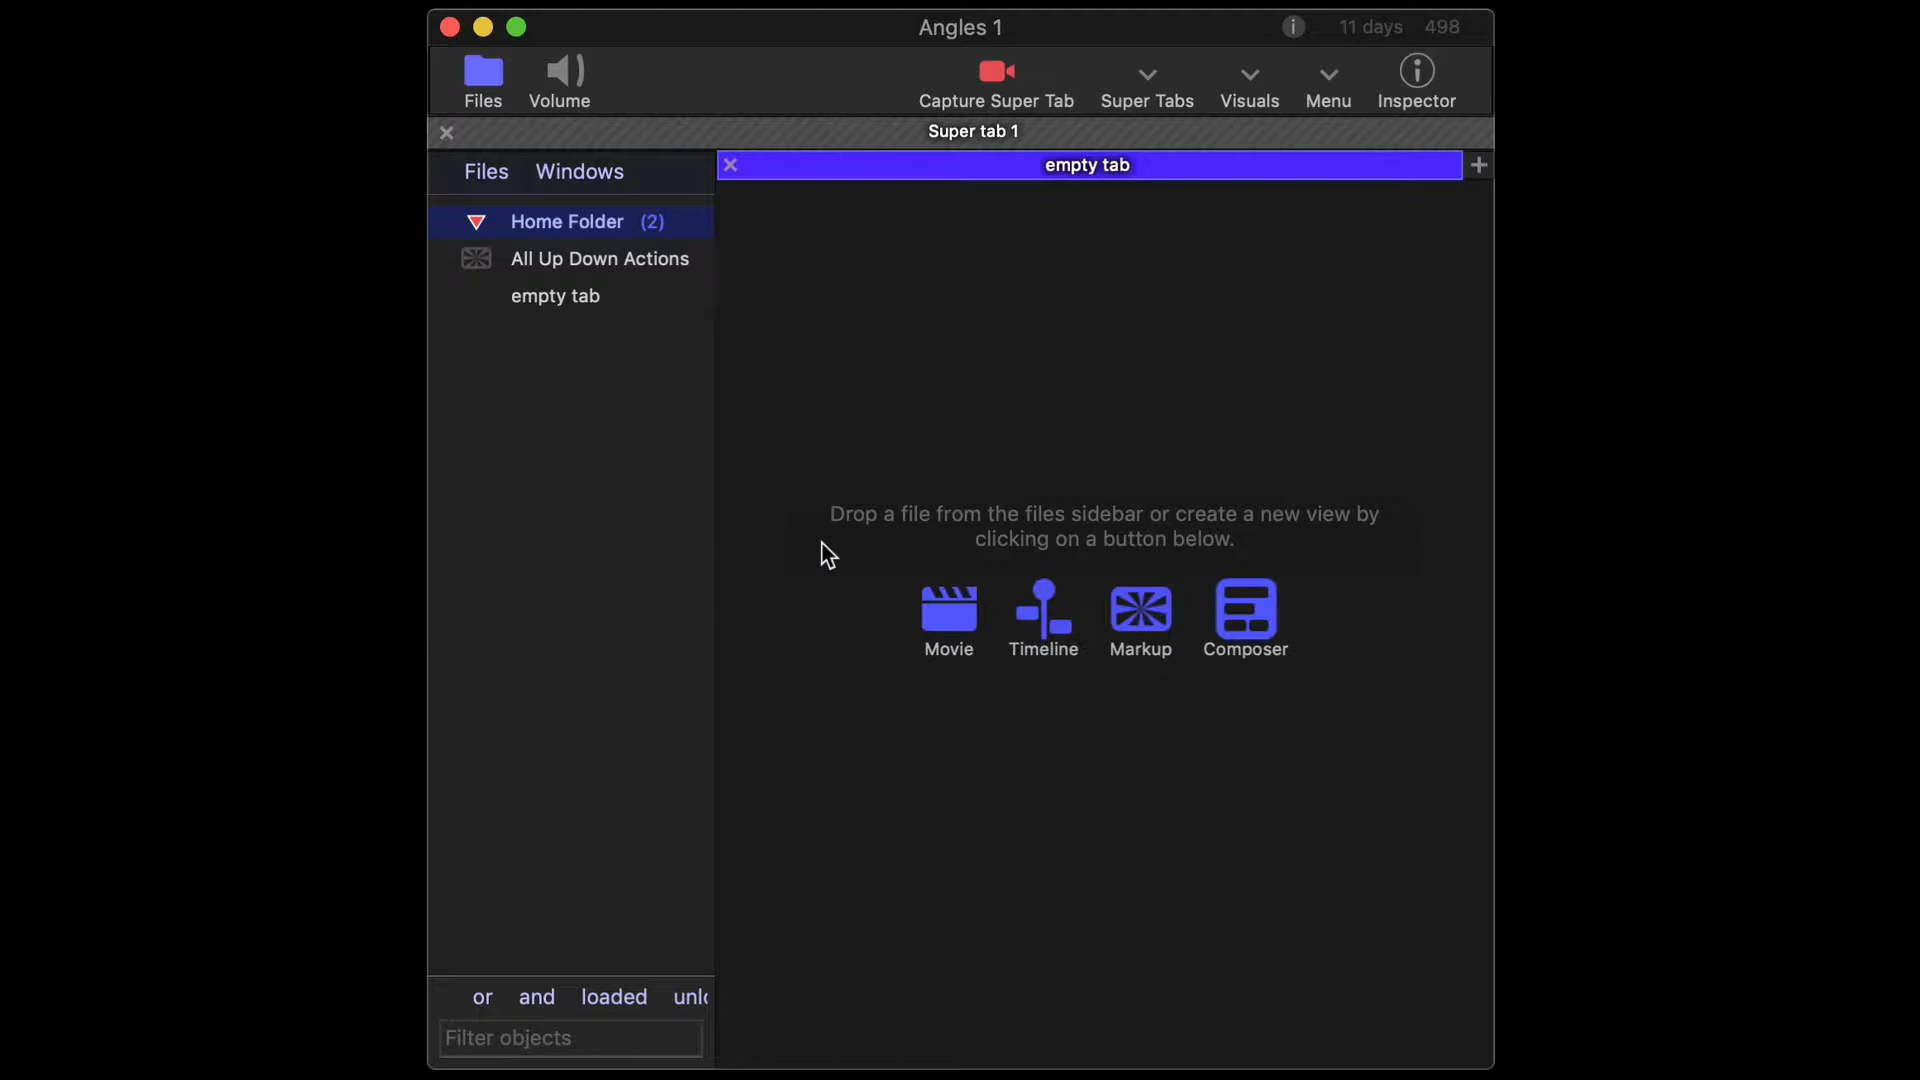 Angles 1
11 days 498
Files Volume Capture Super Tab Super Tabs Visuals Menu Inspector
Super tab 1
Files Windows
empty tab
Home Folder (2)
All Up Down Actions
empty tab
Drop a file from the files sidebar or create a new view by
clicking on a button below.
Movie Timeline Markup Composer
or and loaded
Filter objects